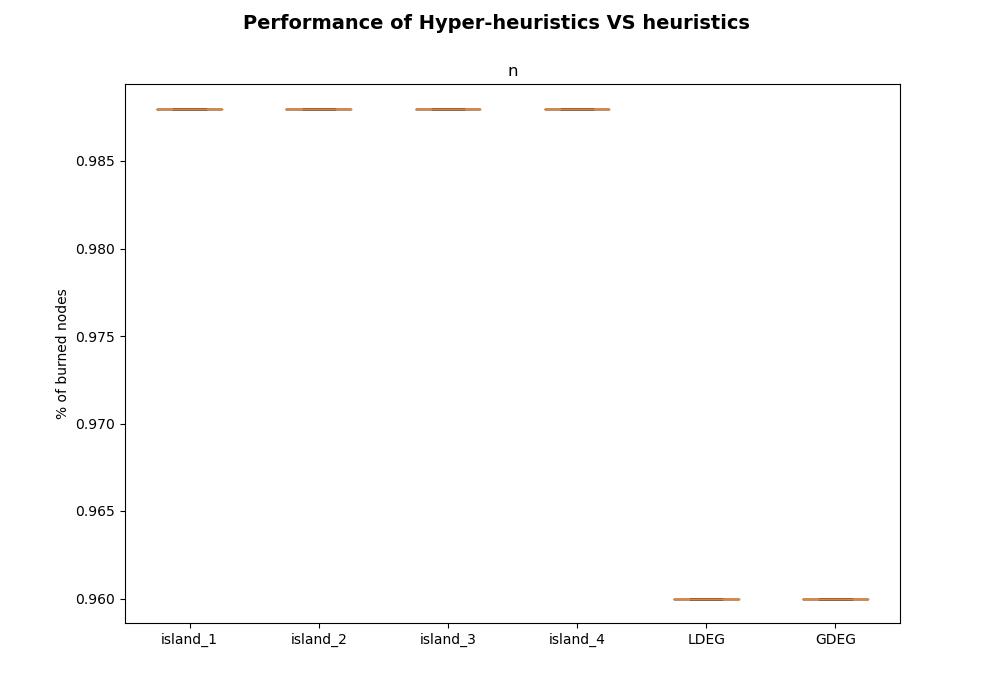 Performance of Hyper-heuristics VS heuristics
n
% of burned nodes
0.985
0.980
0.975
0.970
0.965
0.960
island_1
island_2
island_3
island_4
LDEG
GDEG